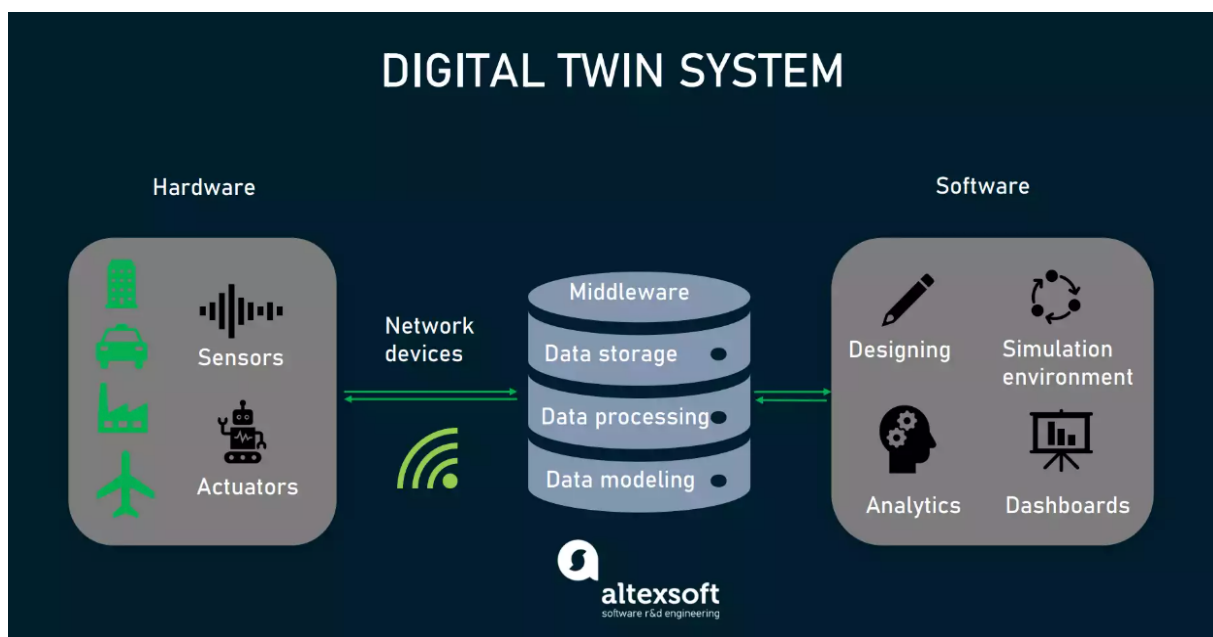 DIGITAL TWIN SYSTEM
Hardware
Software
Sensors
Actuators
Network
devices
Middleware
Data storage
Data processing
Data modeling
Designing
Simulation
environment
Analytics
Dashboards
altexsoft
software r&d engineering